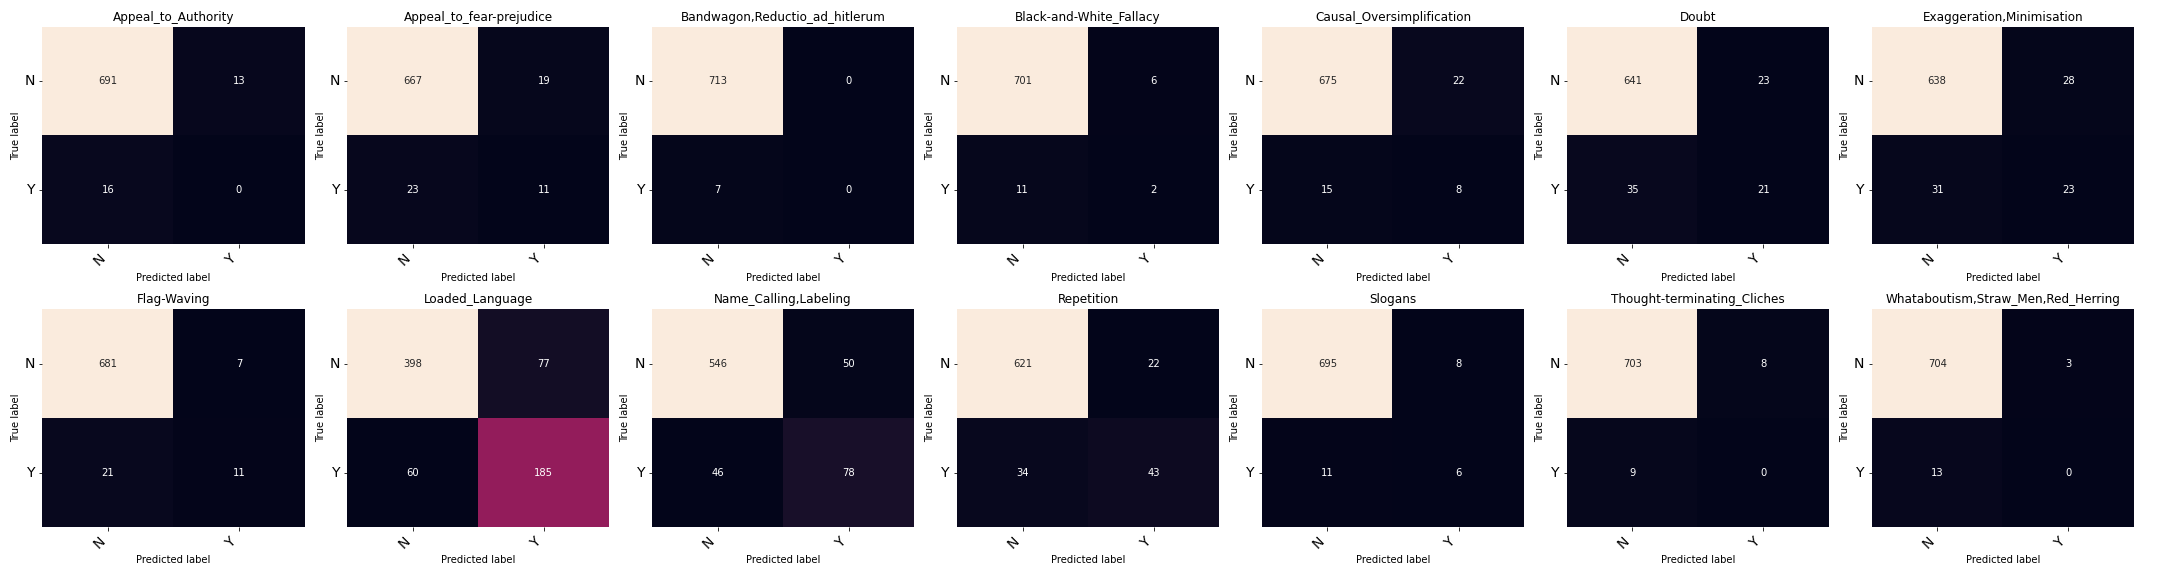 Appeal_to_Authority
N 691 13
Y 16 0
N Y
True label
Predicted label
Appeal_to_fear-prejudice
N 667 19
Y 23 11
N Y
True label
Predicted label
Bandwagon,Reductio_ad_hitlerum
N 713 0
Y 7 0
N Y
True label
Predicted label
Black-and-White_Fallacy
N 701 6
Y 11 2
N Y
True label
Predicted label
Causal_Oversimplification
N 675 22
Y 15 8
N Y
True label
Predicted label
Doubt
N 641 23
Y 35 21
N Y
True label
Predicted label
Exaggeration,Minimisation
N 638 28
Y 31 23
N Y
True label
Predicted label
Flag-Waving
N 681 7
Y 21 11
N Y
True label
Predicted label
Loaded_Language
N 398 77
Y 60 185
N Y
True label
Predicted label
Name_Calling,Labeling
N 546 50
Y 46 78
N Y
True label
Predicted label
Repetition
N 621 22
Y 34 43
N Y
True label
Predicted label
Slogans
N 695 8
Y 11 6
N Y
True label
Predicted label
Thought-terminating_Cliches
N 703 8
Y 9 0
N Y
True label
Predicted label
Whataboutism,Straw_Men,Red_Herring
N 704 3
Y 13 0
N Y
True label
Predicted label